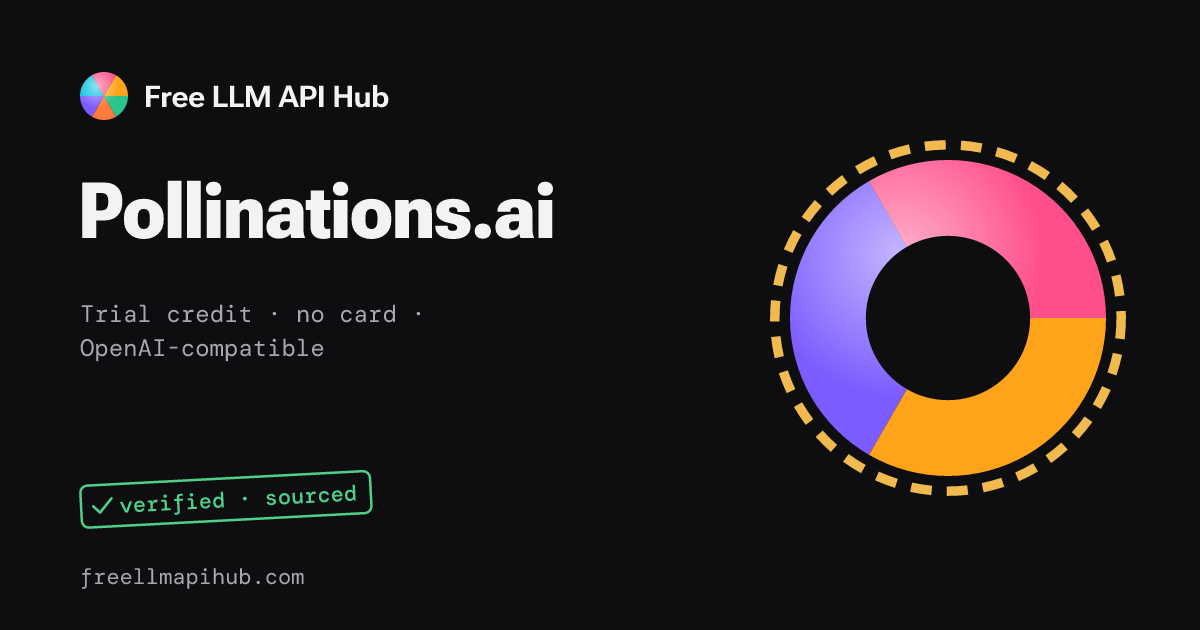 Free LLM API Hub
Pollinations.ai
Trial credit · no card ·
OpenAI-compatible
verified · sourced
freellmapihub.com